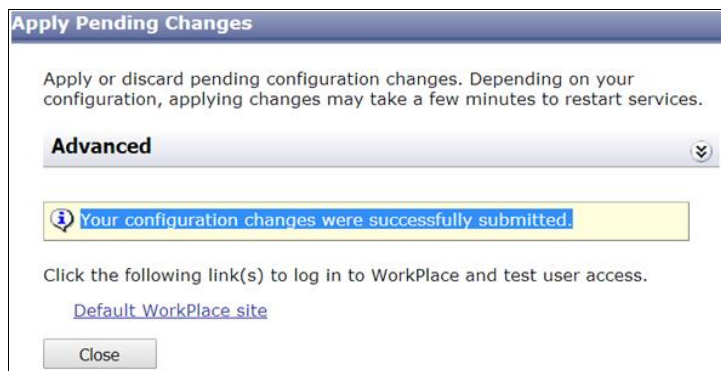 Apply Pending Changes
Apply or discard pending configuration changes. Depending on your
configuration, applying changes may take a few minutes to restart services.
Advanced
Your configuration changes were successfully submitted.
Click the following link(s) to log in to WorkPlace and test user access.
Default WorkPlace site
Close